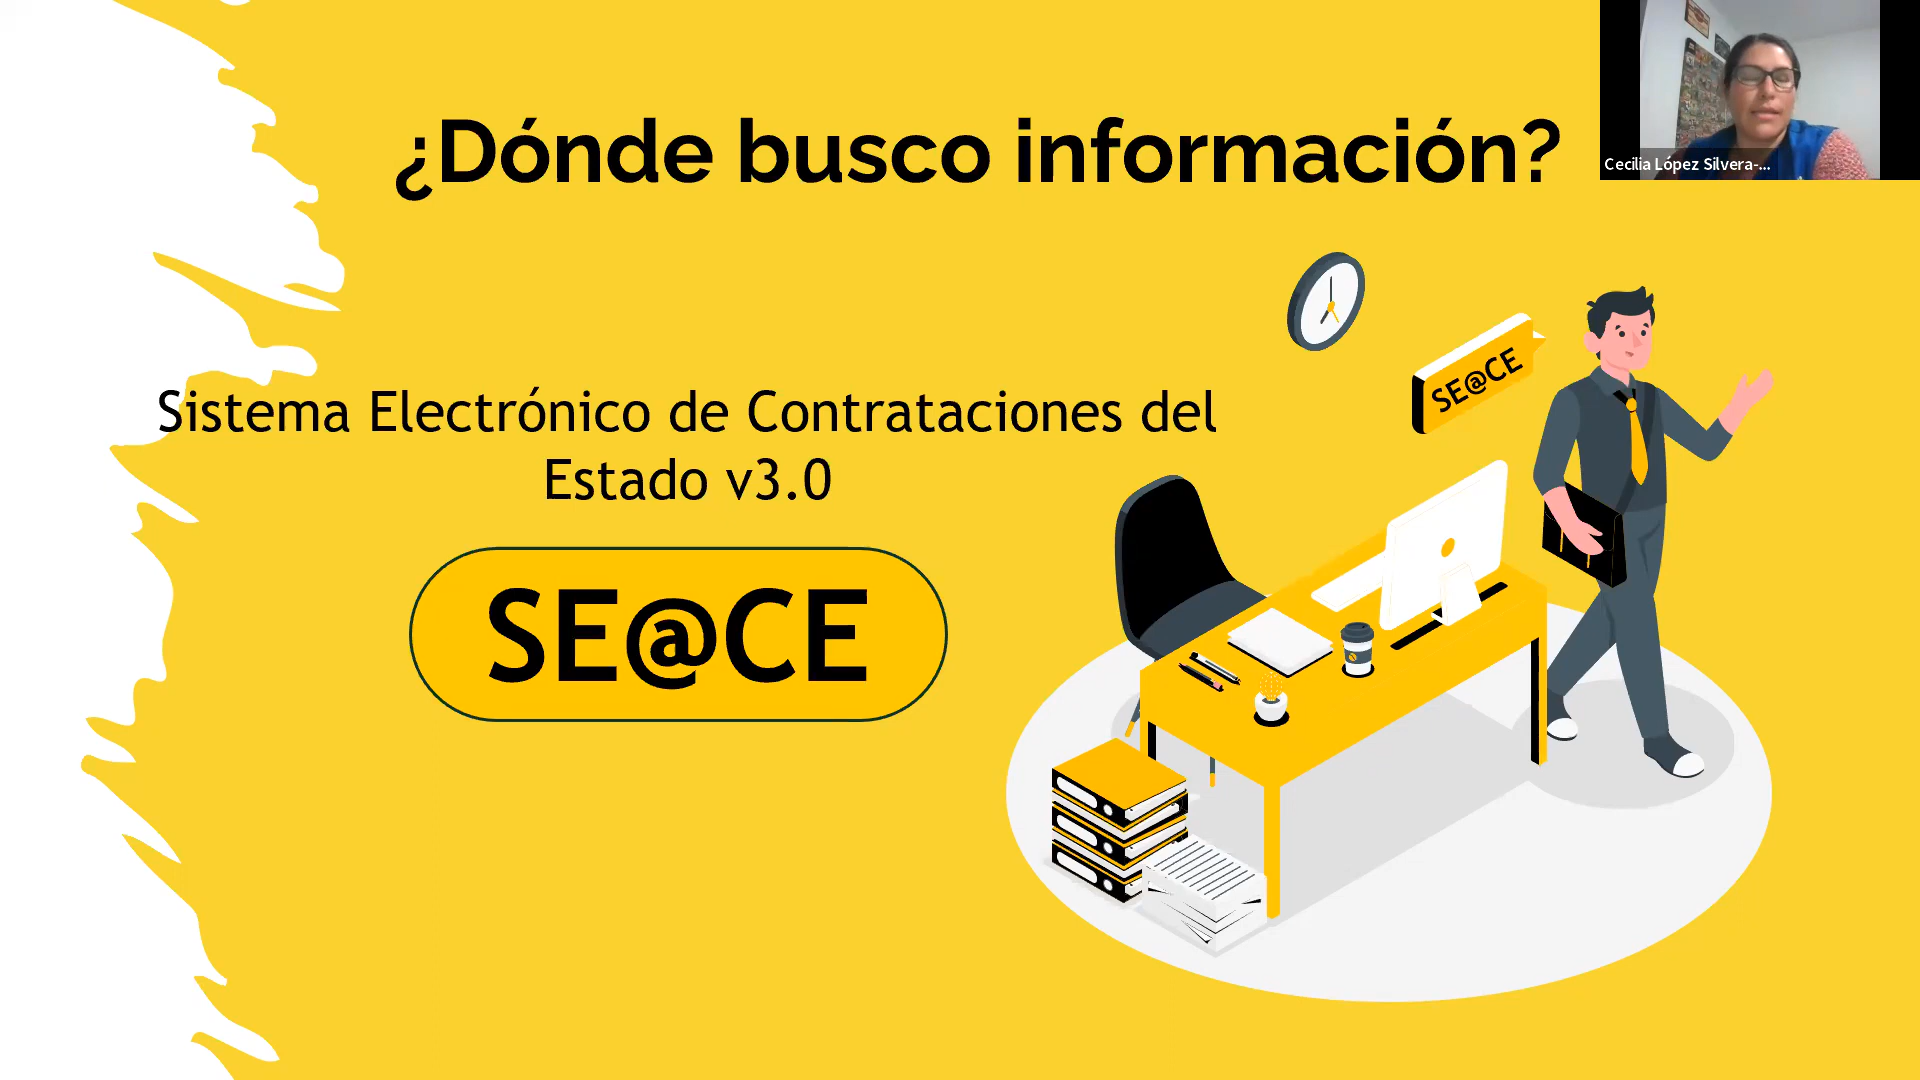 ¿Dónde busco información?
Cecilia López Silvera-...
SE@CE
Sistema Electrónico de Contrataciones del
Estado v3.0
SE@CE